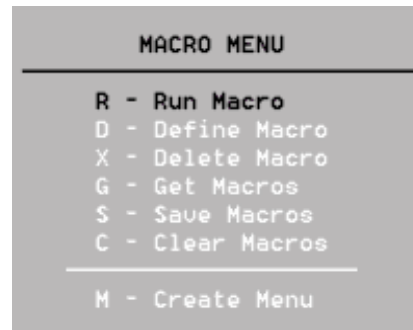 MACRO MENU
R - Run Macro
D - Define Macro
X - Delete Macro
G - Get Macros
S - Save Macros
C - Clear Macros
M - Create Menu